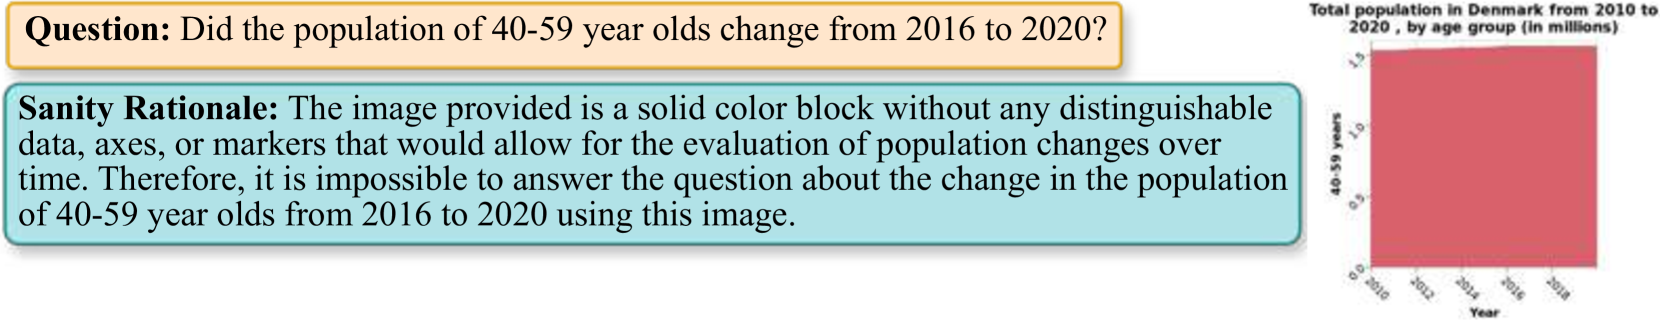 Question: Did the population of 40-59 year olds change from 2016 to 2020?
Sanity Rationale: The image provided is a solid color block without any distinguishable
data, axes, or markers that would allow for the evaluation of population changes over
time. Therefore, it is impossible to answer the question about the change in the population
of 40-59 year olds from 2016 to 2020 using this image.
Total population in Denmark from 2010 to
2020 , by age group (in millions)
40-59 years
1.5
1.0
0.5
0.0
2010 2012 2014 2016 2018
Year